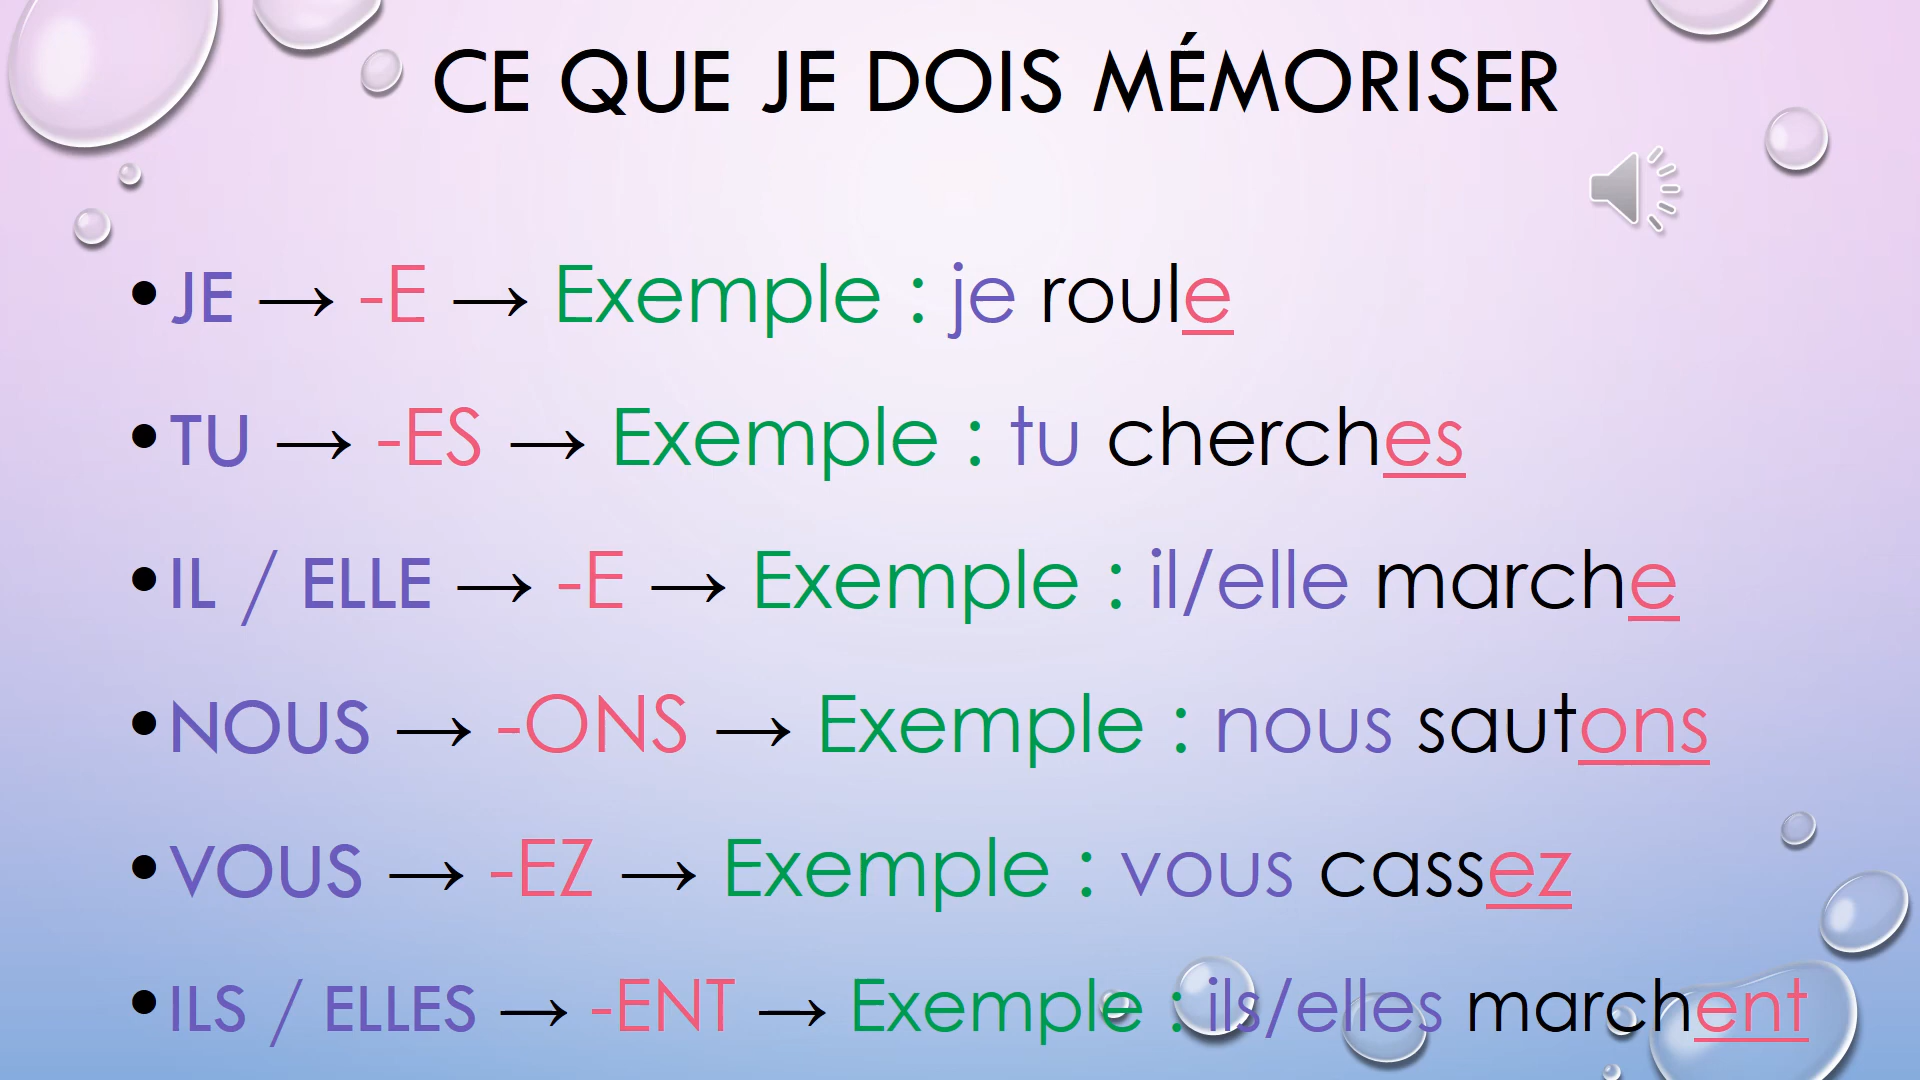 CE QUE JE DOIS MÉMORISER
• JE → -E → Exemple : je roule
• TU → -ES → Exemple : tu cherches
• IL / ELLE → -E → Exemple : il/elle marche
• NOUS → -ONS → Exemple : nous sautons
• VOUS → -EZ → Exemple : vous cassez
• ILS / ELLES → -ENT → Exemple : ils/elles marchent